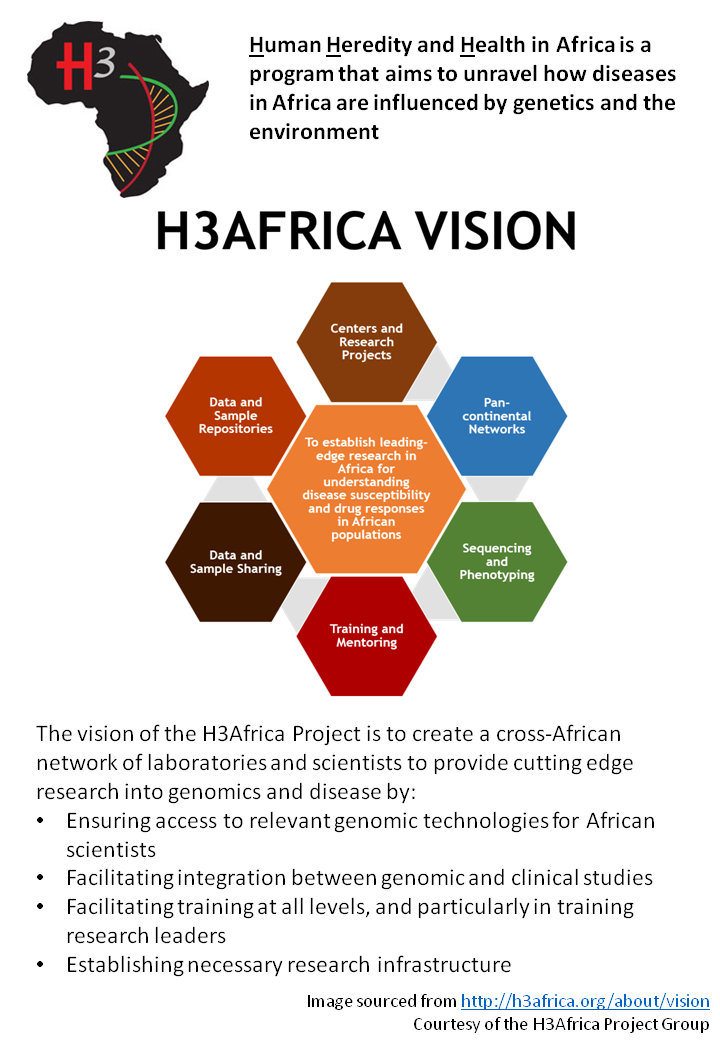 H3
Human Heredity and Health in Africa is a
program that aims to unravel how diseases
in Africa are influenced by genetics and the
environment
H3AFRICA VISION
Centers and
Research
Projects
Data and
Sample
Repositories
Pan-
continental
Networks
To establish leading-
edge research in
Africa for
understanding
disease susceptibility
and drug responses
in African
populations
Data and
Sample Sharing
Sequencing
and
Phenotyping
Training and
Mentoring
The vision of the H3Africa Project is to create a cross-African
network of laboratories and scientists to provide cutting edge
research into genomics and disease by:
• Ensuring access to relevant genomic technologies for African
scientists
• Facilitating integration between genomic and clinical studies
• Facilitating training at all levels, and particularly in training
research leaders
• Establishing necessary research infrastructure
Image sourced from http://h3africa.org/about/vision
Courtesy of the H3Africa Project Group